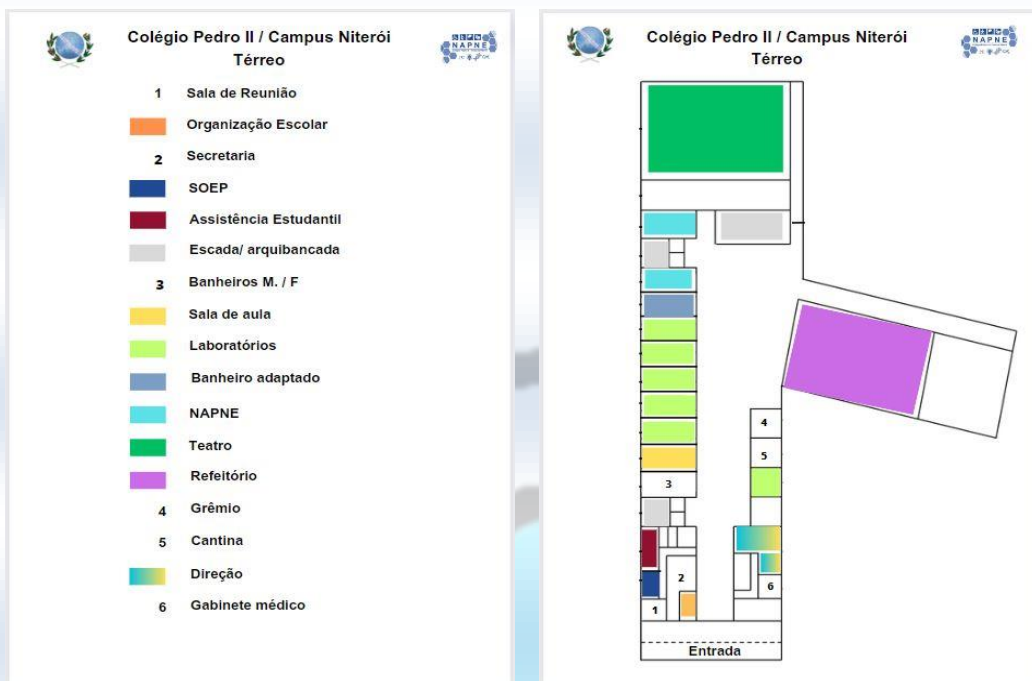 Colégio Pedro II / Campus Niterói
Térreo
NAPNE
1 Sala de Reunião
Organização Escolar
2 Secretaria
SOEP
Assistência Estudantil
Escada/ arquibancada
3 Banheiros M. / F
Sala de aula
Laboratórios
Banheiro adaptado
NAPNE
Teatro
Refeitório
4 Grêmio
5 Cantina
Direção
6 Gabinete médico
Colégio Pedro II / Campus Niterói
Térreo
NAPNE
4
5
3
2
6
1
Entrada